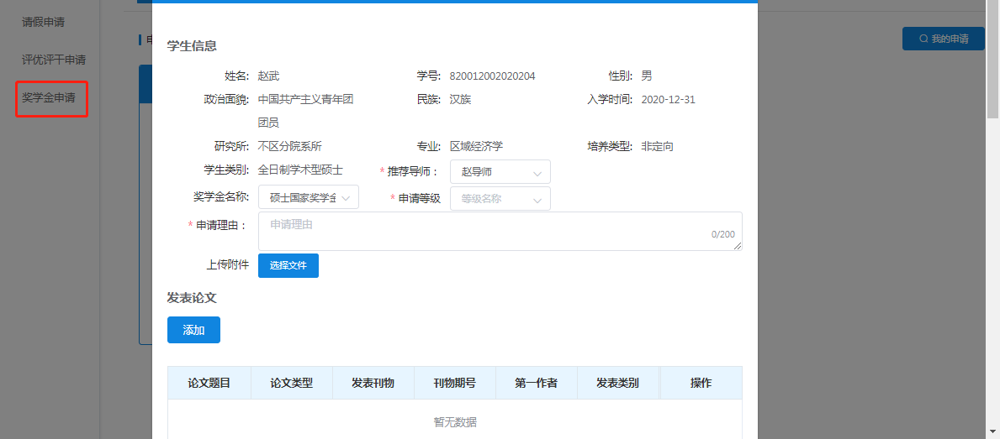 请假申请
评优评干申请
奖学金申请
申
我的申请
学生信息
姓名: 赵武 学号: 820012002020204 性别: 男
政治面貌: 中国共产主义青年团 民族: 汉族 入学时间: 2020-12-31
团员
研究所: 不区分院系所 专业: 区域经济学 培养类型: 非定向
学生类别: 全日制学术型硕士 * 推荐导师： 赵导师
奖学金名称: 硕士国家奖学金 * 申请等级 等级名称
* 申请理由： 申请理由
0/200
上传附件 选择文件
发表论文
添加
论文题目 论文类型 发表刊物 刊物期号 第一作者 发表类别 操作
暂无数据